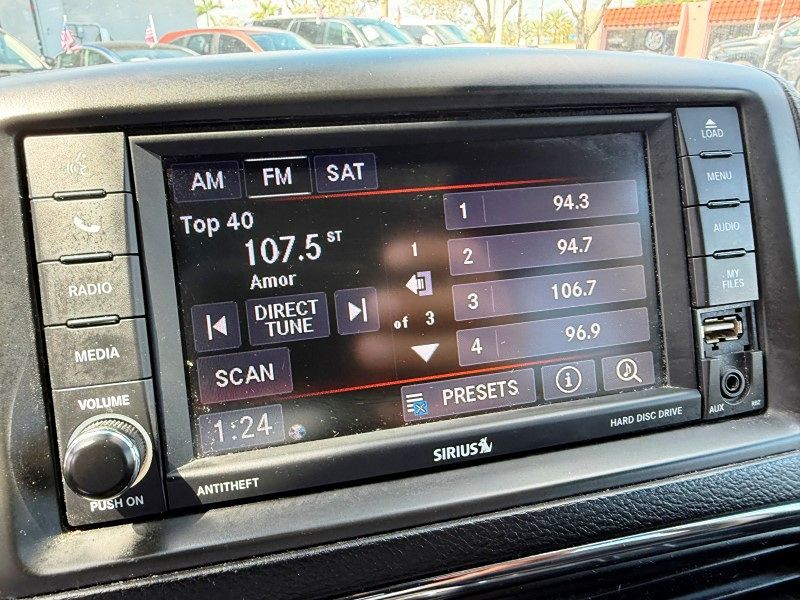 AM FM SAT
Top 40
107.5 ST
Amor
DIRECT
TUNE
SCAN
1:24
1
of 3
1 94.3
2 94.7
3 106.7
4 96.9
PRESETS
RADIO
MEDIA
VOLUME
PUSH ON
LOAD
MENU
AUDIO
MY
FILES
AUX RBZ
ANTITHEFT
SIRIUS
HARD DISC DRIVE